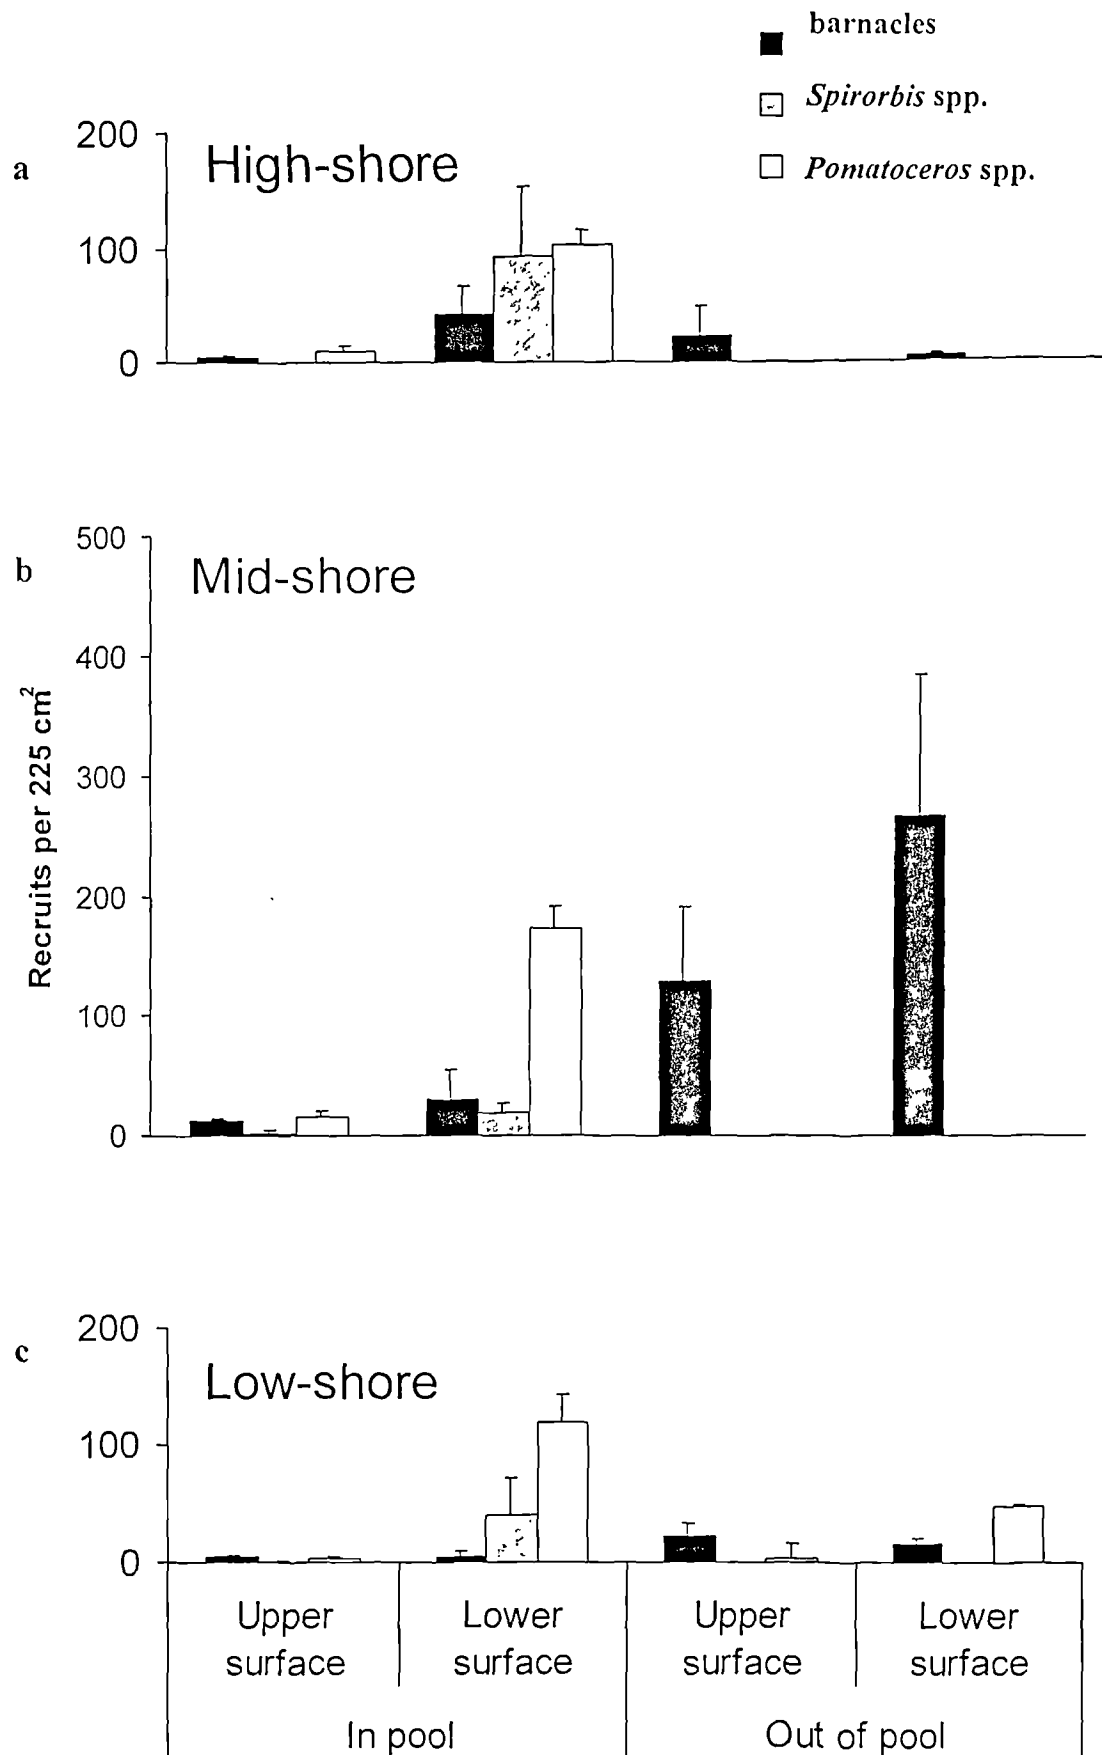 barnacles
Spirorbis spp.
Pomatoceros spp.
a
High-shore
200
100
0
b
Mid-shore
500
400
300
200
100
0
Recruits per 225 cm²
c
Low-shore
200
100
0
Upper surface
Lower surface
Upper surface
Lower surface
In pool
Out of pool